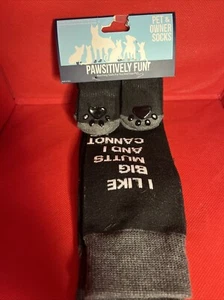 PET &
OWNER
SOCKS
PAWSITIVELY FUN!
I LIKE
BIG
MUTTS
AND I
CANNOT